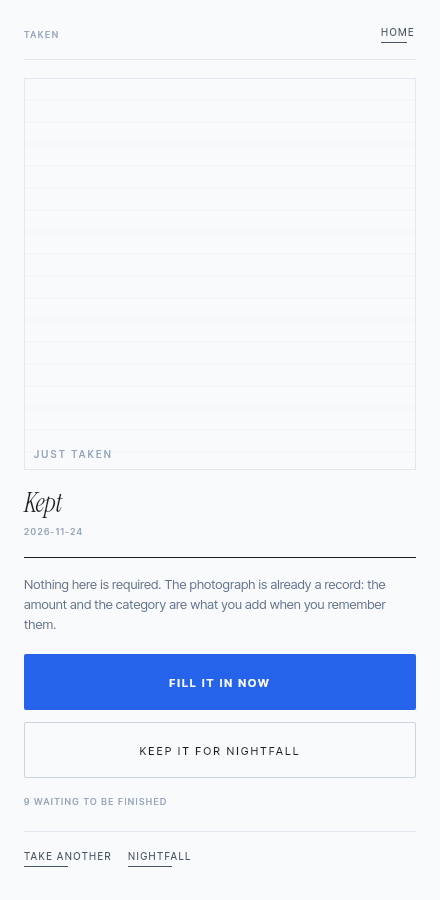 TAKEN
HOME
JUST TAKEN
Kept
2026-11-24
Nothing here is required. The photograph is already a record: the
amount and the category are what you add when you remember
them.
FILL IT IN NOW
KEEP IT FOR NIGHTFALL
9 WAITING TO BE FINISHED
TAKE ANOTHER
NIGHTFALL